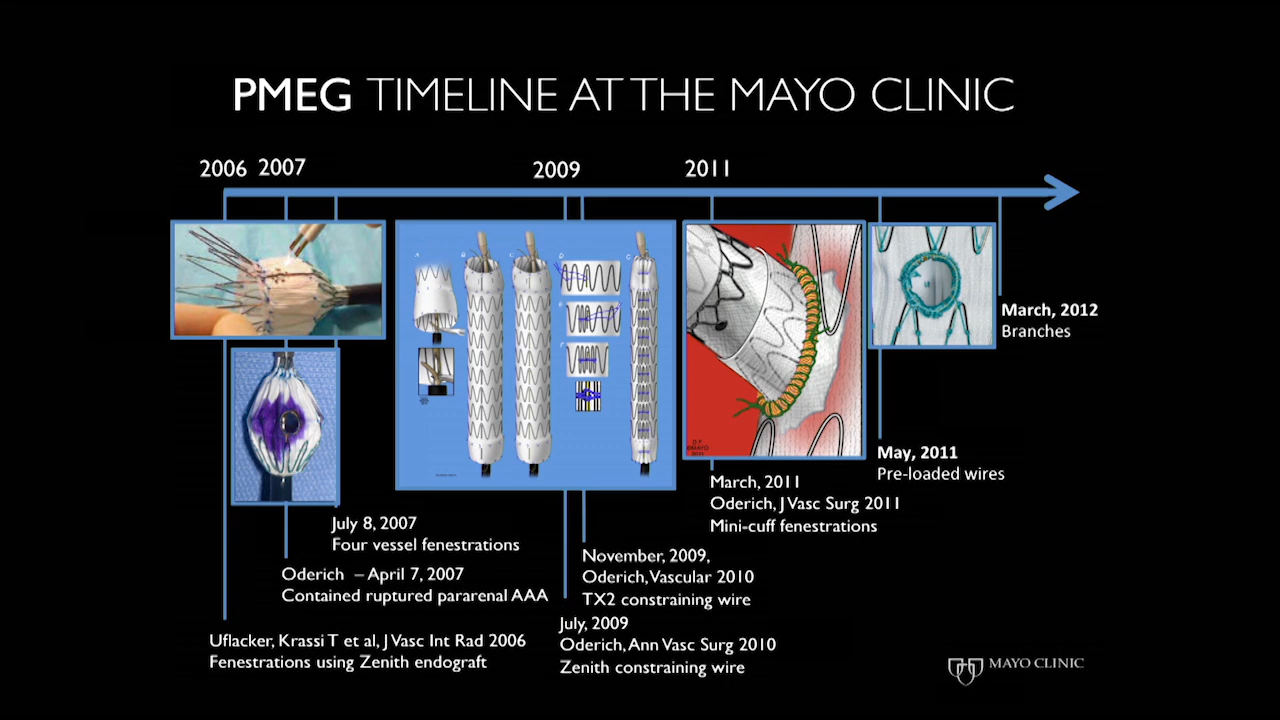 PMEG TIMELINE AT THE MAYO CLINIC
2006 2007 2009 2011
March, 2012
Branches
May, 2011
Pre-loaded wires
March, 2011
Oderich, J Vasc Surg 2011
Mini-cuff fenestrations
July 8, 2007
Four vessel fenestrations
November, 2009,
Oderich, Vascular 2010
TX2 constraining wire
Oderich – April 7, 2007
Contained ruptured pararenal AAA
July, 2009
Oderich, Ann Vasc Surg 2010
Zenith constraining wire
Uflacker, Krassi T et al, J Vasc Int Rad 2006
Fenestrations using Zenith endograft
MAYO CLINIC